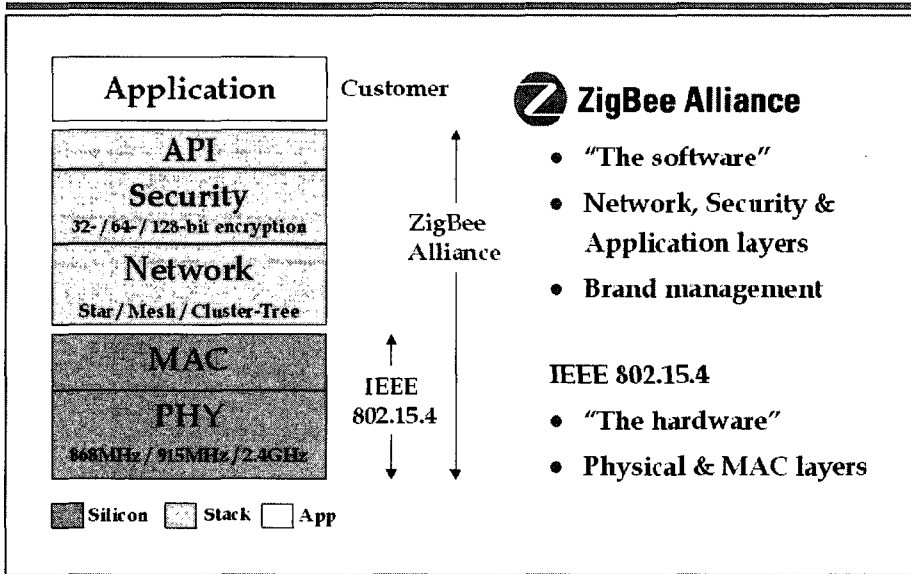 Application
Customer
API
Security
32-/64-/128-bit encryption
Network
Star/Mesh/Cluster-Tree
MAC
PHY
868MHz/915MHz/2.4GHz
ZigBee
Alliance
IEEE
802.15.4
Silicon
Stack
App
Z ZigBee Alliance
• "The software"
• Network, Security &
Application layers
• Brand management
IEEE 802.15.4
• "The hardware"
• Physical & MAC layers